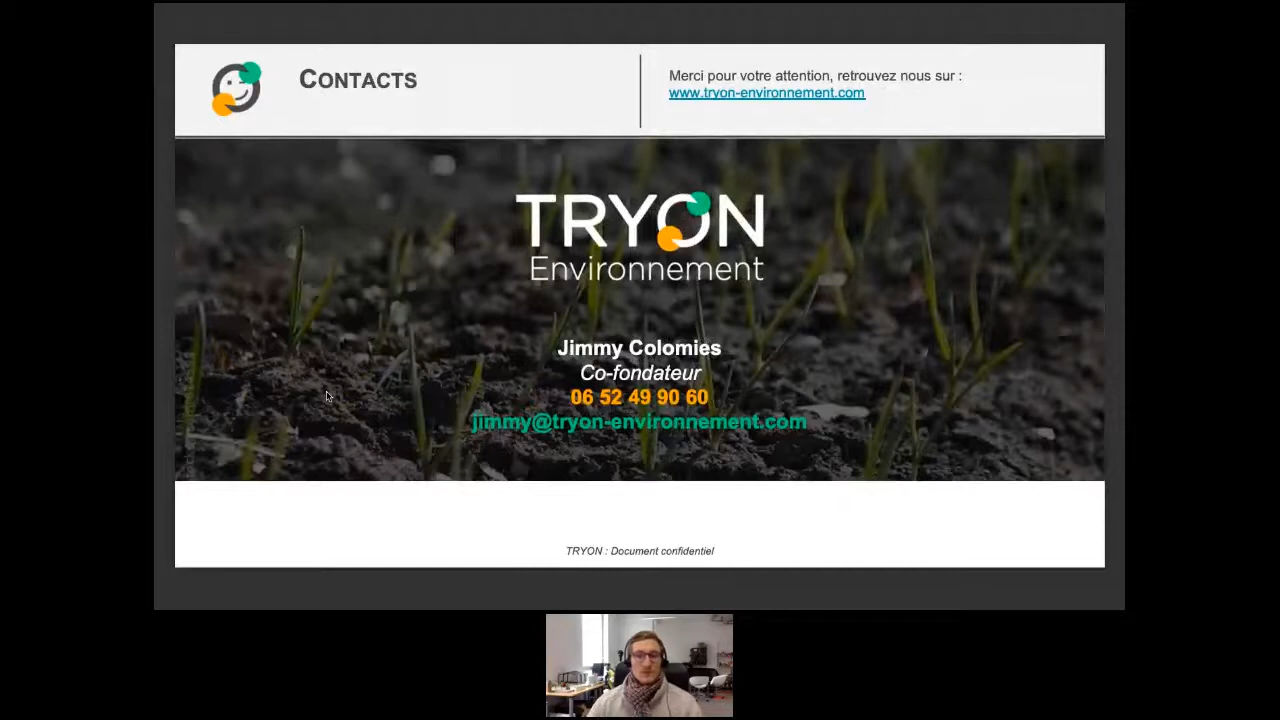 CONTACTS
Merci pour votre attention, retrouvez nous sur :
www.tryon-environnement.com
TRYON
Environnement
Jimmy Colomies
Co-fondateur
06 52 49 90 60
jimmy@tryon-environnement.com
TRYON : Document confidentiel